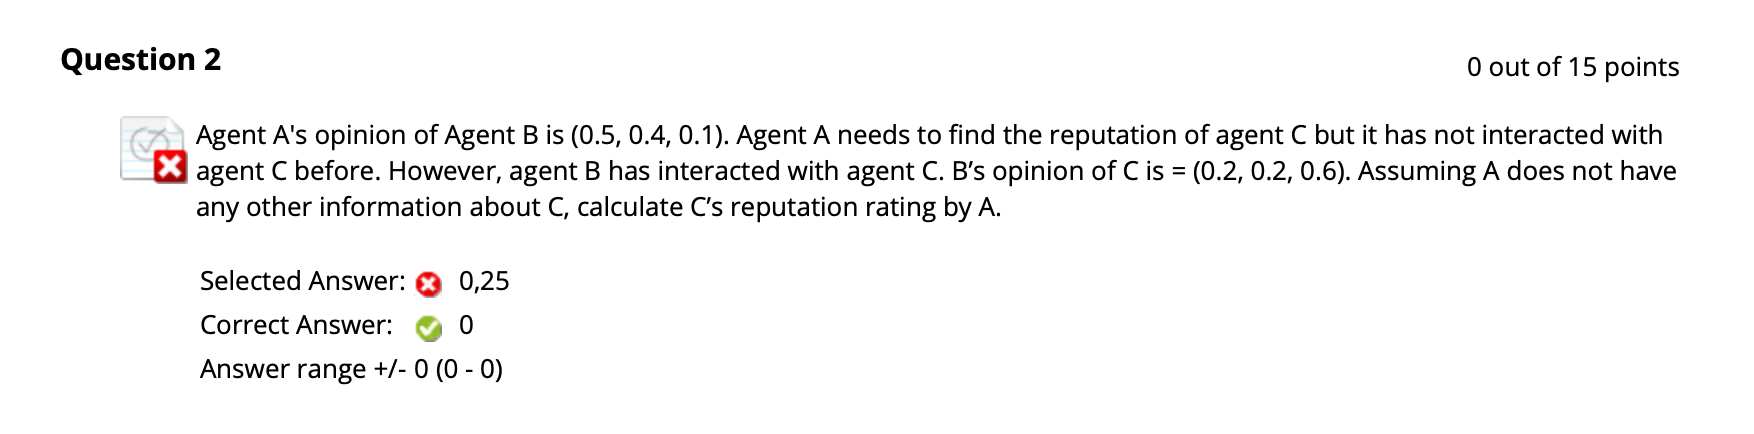 Question 2
0 out of 15 points
Agent A's opinion of Agent B is (0.5, 0.4, 0.1). Agent A needs to find the reputation of agent C but it has not interacted with
agent C before. However, agent B has interacted with agent C. B’s opinion of C is = (0.2, 0.2, 0.6). Assuming A does not have
any other information about C, calculate C’s reputation rating by A.
Selected Answer: 0,25
Correct Answer: 0
Answer range +/- 0 (0 - 0)